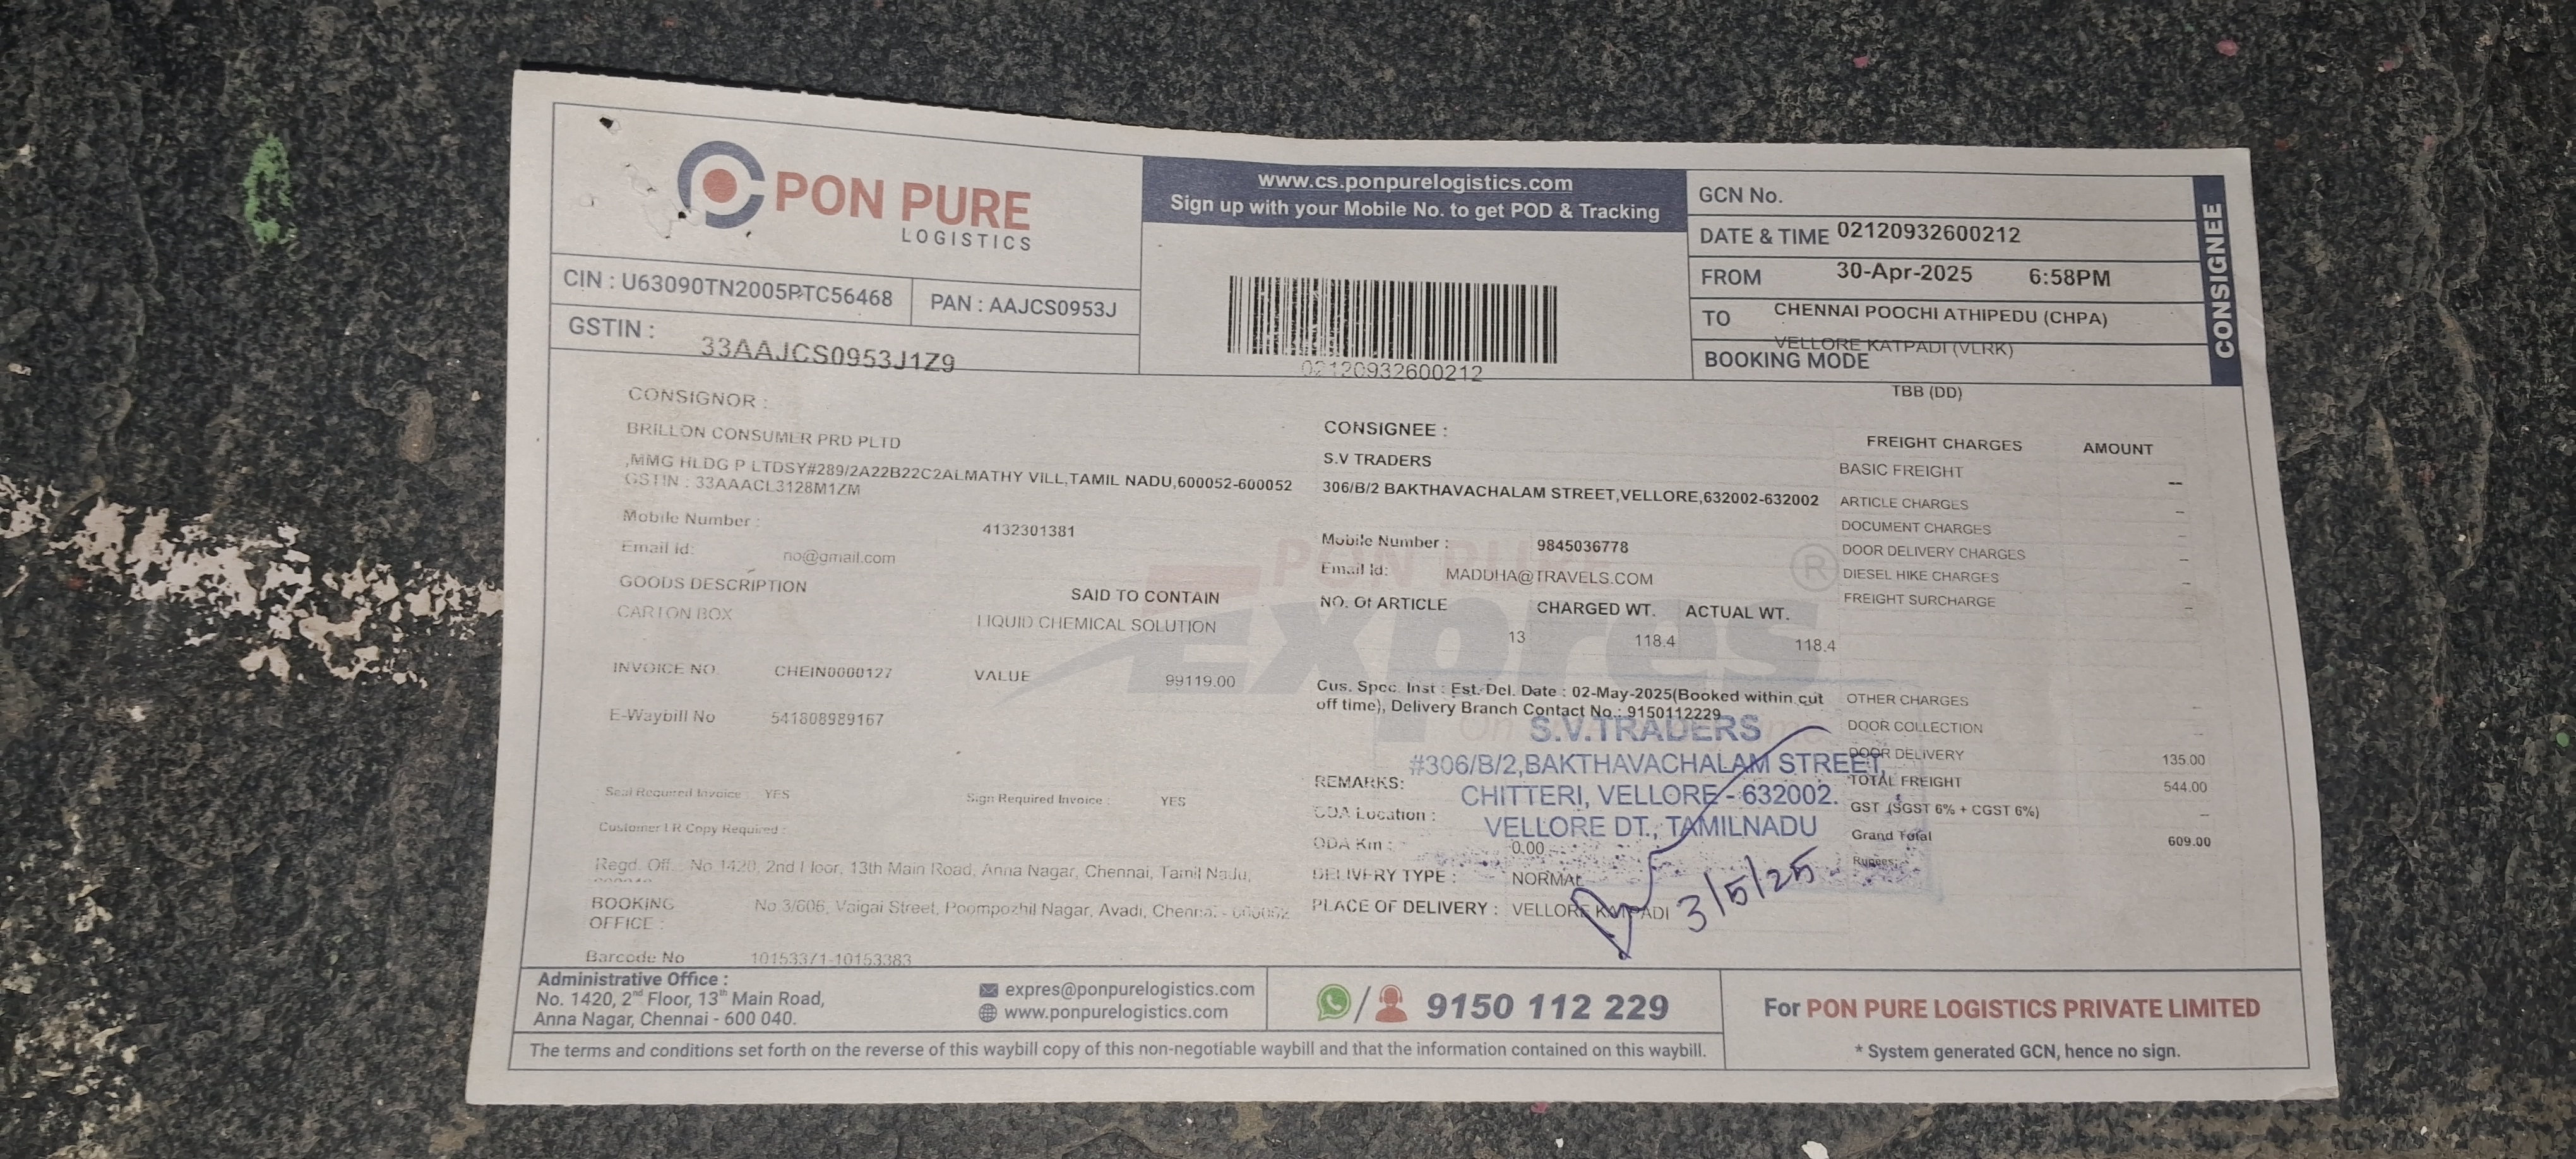 PON PURE
LOGISTICS
www.cs.ponpurelogistics.com
Sign up with your Mobile No. to get POD & Tracking
CIN : U63090TN2005PTC56468
PAN : AAJCS0953J
GSTIN :
33AAJCS0953J1Z9
02120932600212
GCN No.
DATE & TIME 02120932600212
FROM 30-Apr-2025 6:58PM
TO CHENNAI POOCHI ATHIPEDU (CHPA)
VELLORE KATPADI (VLRK)
BOOKING MODE
TBB (DD)
CONSIGNEE
CONSIGNOR :
BRILLON CONSUMER PRD PLTD
,MMG HLDG P LTDSY#289/2A22B22C2ALMATHY VILL,TAMIL NADU,600052-600052
GSTIN : 33AAACL3128M1ZM
Mobile Number : 4132301381
Email Id: no@gmail.com
GOODS DESCRIPTION SAID TO CONTAIN
CARTON BOX LIQUID CHEMICAL SOLUTION
INVOICE NO. CHEIN0000127 VALUE 99119.00
E-Waybill No 541808989167
Seal Required Invoice : YES Sign Required Invoice : YES
Customer LR Copy Required :
Regd. Off. No 1420, 2nd Floor, 13th Main Road, Anna Nagar, Chennai, Tamil Nadu,
BOOKING OFFICE : No.3/606, Vaigai Street, Poompozhil Nagar, Avadi, Chennai - 600052
Barcode No 10153371-10153383
CONSIGNEE :
S.V TRADERS
306/B/2 BAKTHAVACHALAM STREET,VELLORE,632002-632002
Mobile Number : 9845036778
Email Id: MADDHA@TRAVELS.COM
NO. Of ARTICLE CHARGED WT. ACTUAL WT.
13 118.4 118.4
Cus. Spec. Inst : Est. Del. Date : 02-May-2025(Booked within cut
off time), Delivery Branch Contact No.: 9150112229
S.V.TRADERS
#306/B/2,BAKTHAVACHALAM STREET,
CHITTERI, VELLORE - 632002.
VELLORE DT., TAMILNADU
REMARKS:
ODA Location :
ODA Km : 0.00
DELIVERY TYPE : NORMAL
PLACE OF DELIVERY : VELLORE KATPADI
3/5/25
PON PURE
Expres
®
FREIGHT CHARGES AMOUNT
BASIC FREIGHT --
ARTICLE CHARGES --
DOCUMENT CHARGES --
DOOR DELIVERY CHARGES --
DIESEL HIKE CHARGES --
FREIGHT SURCHARGE --
OTHER CHARGES --
DOOR COLLECTION --
DOOR DELIVERY 135.00
TOTAL FREIGHT 544.00
GST (SGST 6% + CGST 6%) --
Grand Total 609.00
Rupees:
Administrative Office :
No. 1420, 2nd Floor, 13th Main Road,
Anna Nagar, Chennai - 600 040.
expres@ponpurelogistics.com
www.ponpurelogistics.com
/ 9150 112 229
For PON PURE LOGISTICS PRIVATE LIMITED
The terms and conditions set forth on the reverse of this waybill copy of this non-negotiable waybill and that the information contained on this waybill.
* System generated GCN, hence no sign.